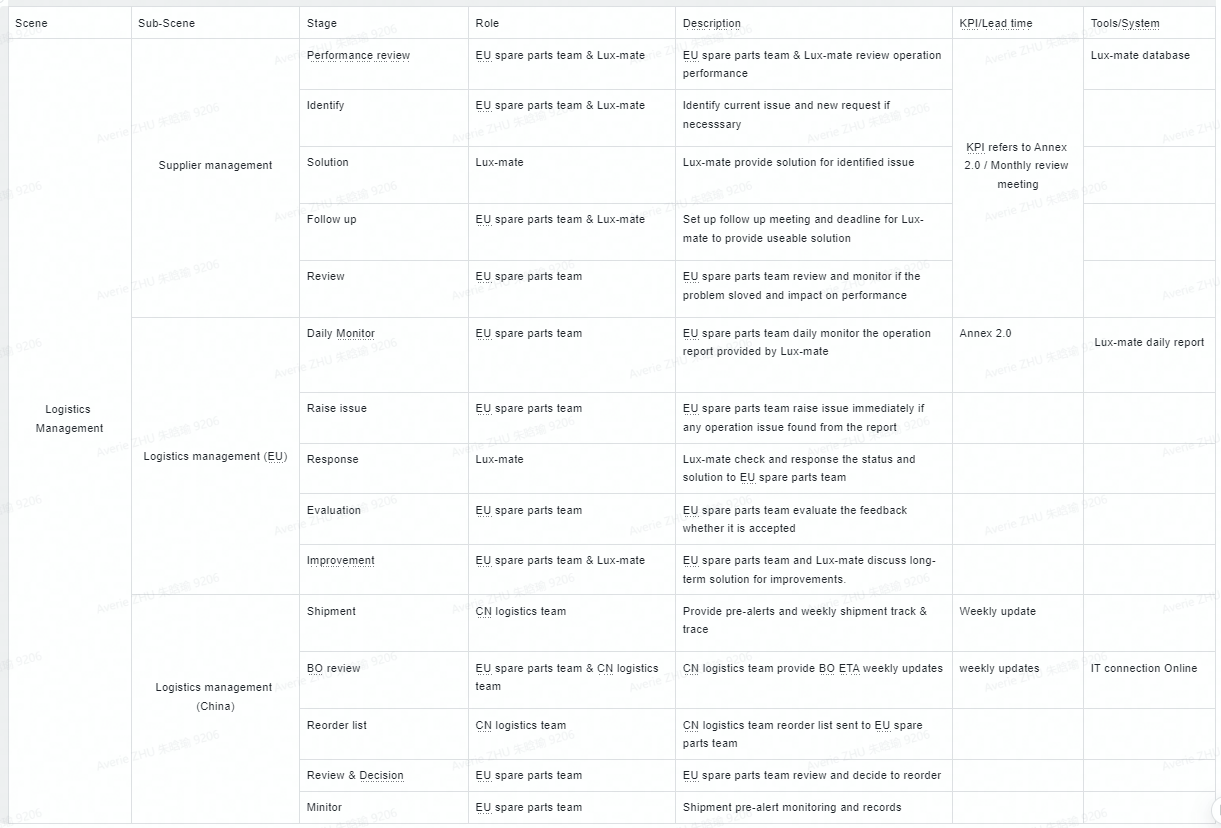 Scene
Sub-Scene
Stage
Role
Description
KPI/Lead time
Tools/System
Logistics
Management
Supplier management
Performance review
EU spare parts team & Lux-mate
EU spare parts team & Lux-mate review operation
performance
KPI refers to Annex
2.0 / Monthly review
meeting
Lux-mate database
Identify
EU spare parts team & Lux-mate
Identify current issue and new request if
necesssary
Solution
Lux-mate
Lux-mate provide solution for identified issue
Follow up
EU spare parts team & Lux-mate
Set up follow up meeting and deadline for Lux-
mate to provide useable solution
Review
EU spare parts team
EU spare parts team review and monitor if the
problem sloved and impact on performance
Logistics management (EU)
Daily Monitor
EU spare parts team
EU spare parts team daily monitor the operation
report provided by Lux-mate
Annex 2.0
Lux-mate daily report
Raise issue
EU spare parts team
EU spare parts team raise issue immediately if
any operation issue found from the report
Response
Lux-mate
Lux-mate check and response the status and
solution to EU spare parts team
Evaluation
EU spare parts team
EU spare parts team evaluate the feedback
whether it is accepted
Improvement
EU spare parts team & Lux-mate
EU spare parts team and Lux-mate discuss long-
term solution for improvements.
Logistics management
(China)
Shipment
CN logistics team
Provide pre-alerts and weekly shipment track &
trace
Weekly update
BO review
EU spare parts team & CN logistics
team
CN logistics team provide BO ETA weekly updates
weekly updates
IT connection Online
Reorder list
CN logistics team
CN logistics team reorder list sent to EU spare
parts team
Review & Decision
EU spare parts team
EU spare parts team review and decide to reorder
Minitor
EU spare parts team
Shipment pre-alert monitoring and records